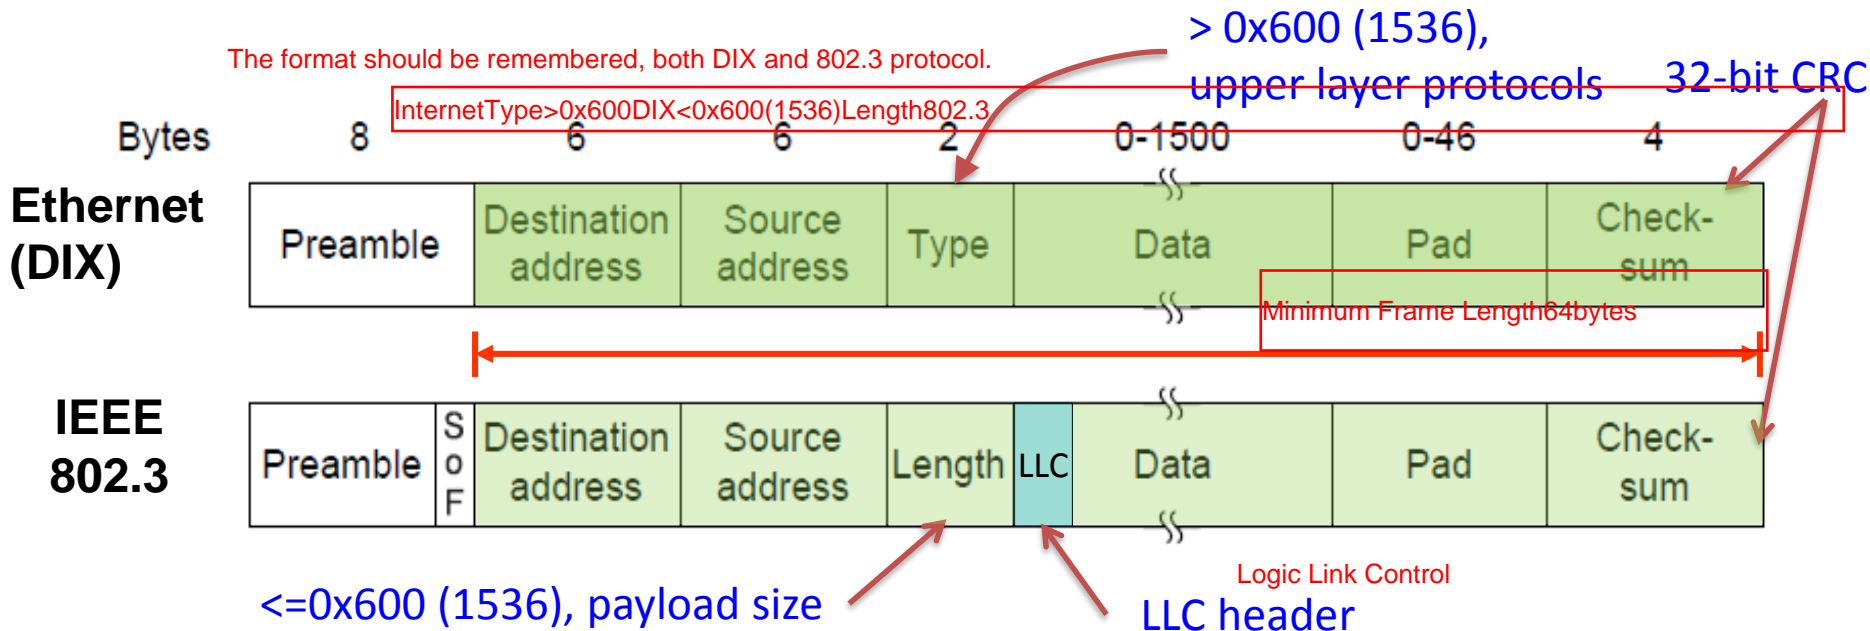 > 0x600 (1536),
The format should be remembered, both DIX and 802.3 protocol.
upper layer protocols
32-bit CRC
InternetType>0x600DIX<0x600(1536)Length802.3
Bytes 8 6 6 2 0-1500 0-46 4
Ethernet
(DIX)
Preamble
Destination
address
Source
address
Type
Data
Pad
Check-
sum
Minimum Frame Length64bytes
IEEE
802.3
Preamble
S
o
F
Destination
address
Source
address
Length
LLC
Data
Pad
Check-
sum
<=0x600 (1536), payload size
Logic Link Control
LLC header